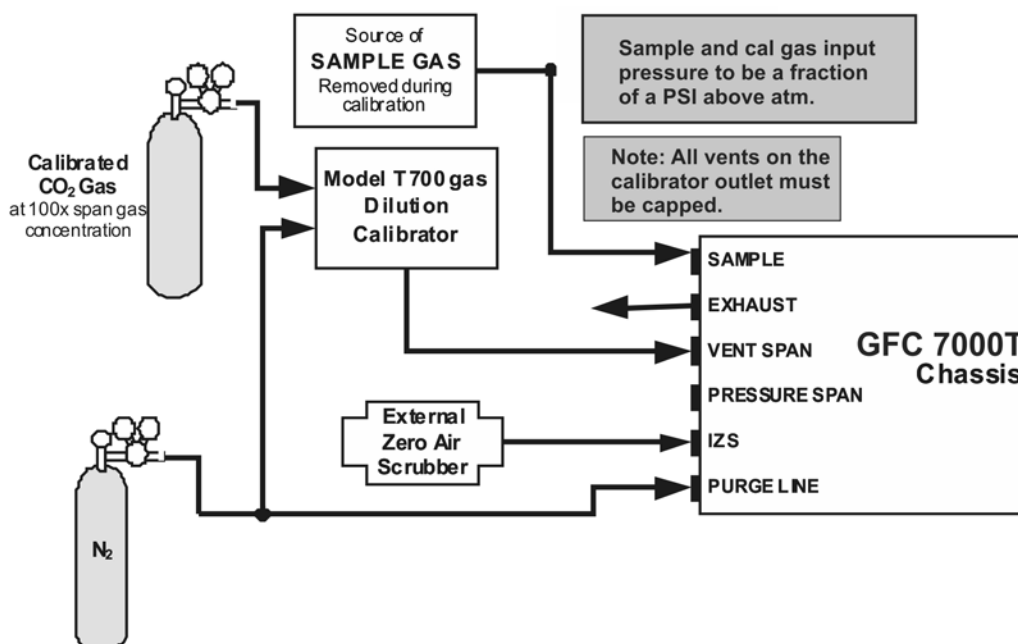 Source of
SAMPLE GAS
Removed during
calibration
Sample and cal gas input
pressure to be a fraction
of a PSI above atm.
Calibrated
CO₂ Gas
at 100x span gas
concentration
Model T700 gas
Dilution
Calibrator
Note: All vents on the
calibrator outlet must
be capped.
SAMPLE
EXHAUST
VENT SPAN
PRESSURE SPAN
IZS
PURGE LINE
GFC 7000T
Chassis
External
Zero Air
Scrubber
N₂